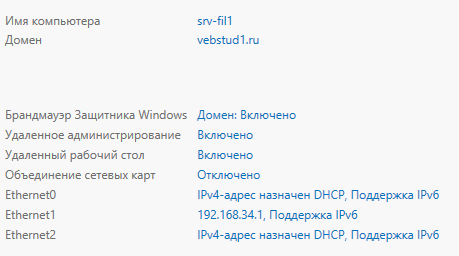 Имя компьютера srv-fil1
Домен vebstud1.ru
Брандмауэр Защитника Windows Домен: Включено
Удаленное администрирование Включено
Удаленный рабочий стол Включено
Объединение сетевых карт Отключено
Ethernet0 IPv4-адрес назначен DHCP, Поддержка IPv6
Ethernet1 192.168.34.1, Поддержка IPv6
Ethernet2 IPv4-адрес назначен DHCP, Поддержка IPv6